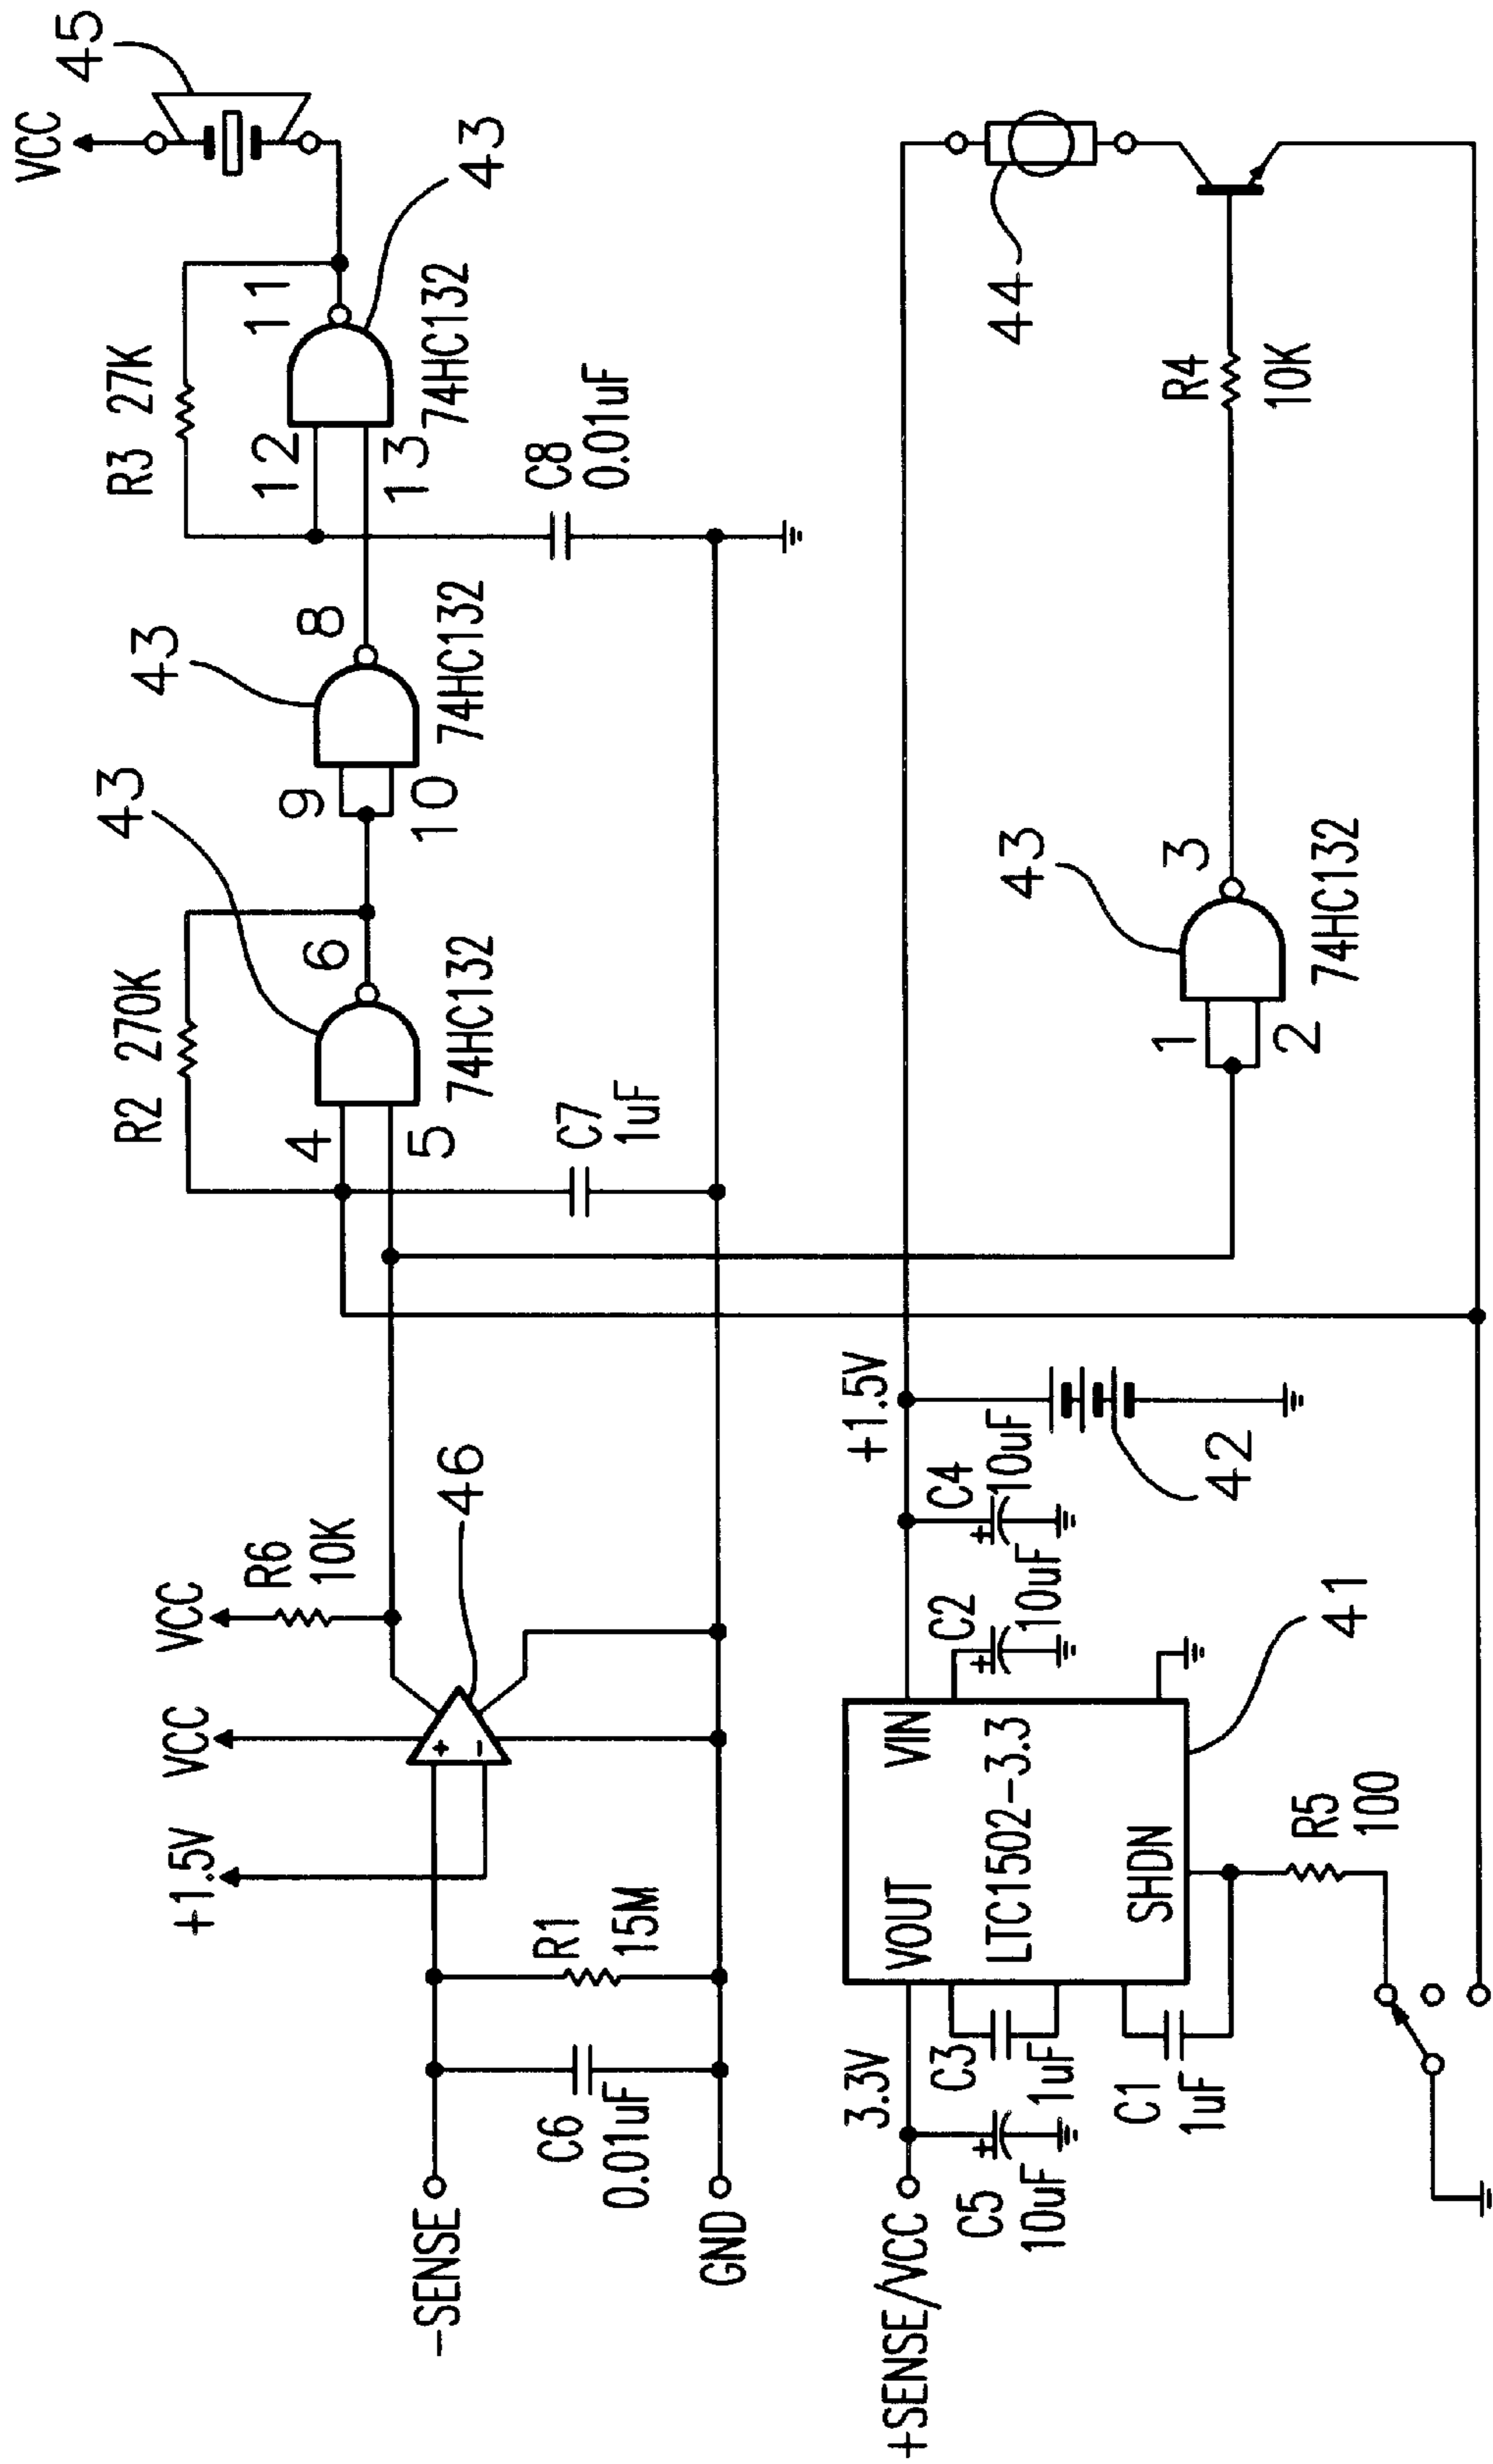 VCC
45
R3 27K
11
43
12
13
74HC132
C8
0.01uF
43
8
74HC132
43
9
10
R2 270K
6
4
5
74HC132
C7
1uF
VCC
R6
10K
VCC
46
+1.5V
R1
15M
C6
0.01uF
-SENSE
GND
44
R4
10K
43
3
1
2
74HC132
+1.5V
C4
10uF
42
C2
10uF
VIN
VOUT
LTC1502-3.3
SHDN
41
R5
100
3.3V
C3
1uF
C1
1uF
C5
10uF
+SENSE/VCC